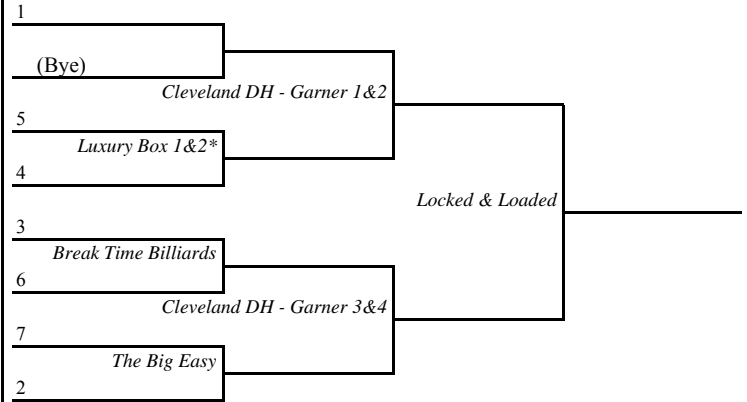 1
(Bye)
Cleveland DH - Garner 1&2
5
Luxury Box 1&2*
4
Locked & Loaded
3
Break Time Billiards
6
Cleveland DH - Garner 3&4
7
The Big Easy
2